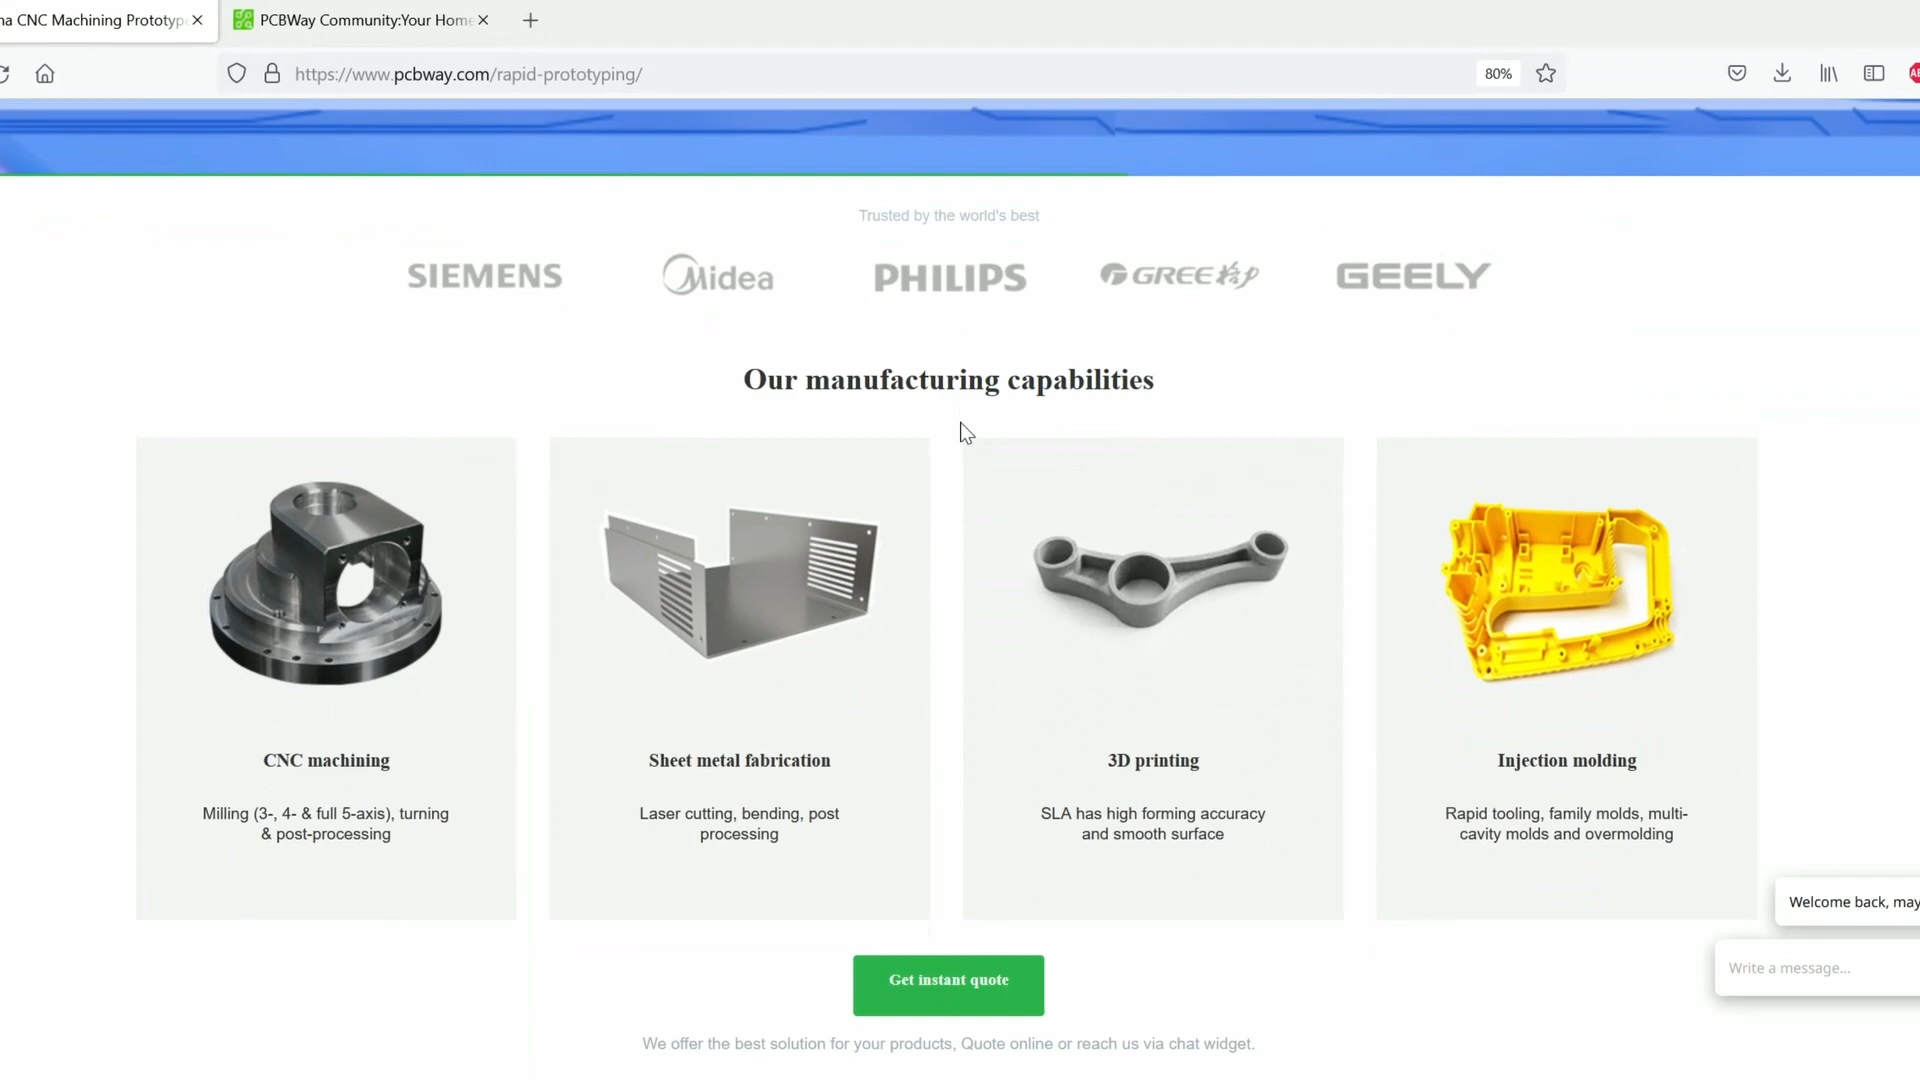 na CNC Machining Prototyp
PCBWay Community:Your Home
https://www.pcbway.com/rapid-prototyping/
80%
Trusted by the world's best
SIEMENS
Midea
PHILIPS
GREE格力
GEELY
Our manufacturing capabilities
CNC machining
Milling (3-, 4- & full 5-axis), turning
& post-processing
Sheet metal fabrication
Laser cutting, bending, post
processing
3D printing
SLA has high forming accuracy
and smooth surface
Injection molding
Rapid tooling, family molds, multi-
cavity molds and overmolding
Welcome back, may
Write a message...
Get instant quote
We offer the best solution for your products, Quote online or reach us via chat widget.